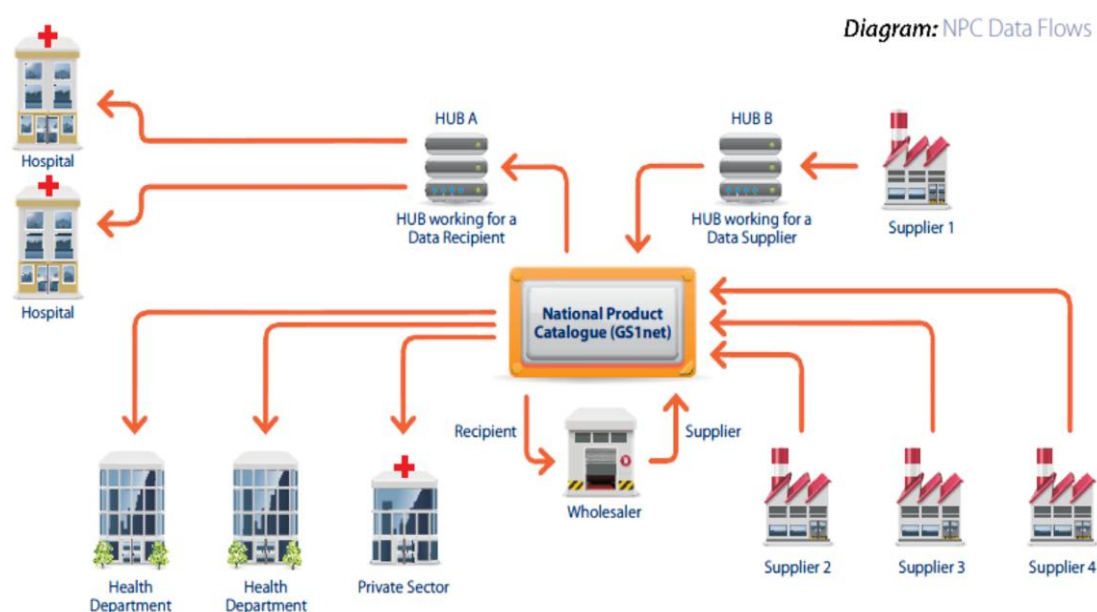 Diagram: NPC Data Flows
HUB A
HUB B
Hospital
HUB working for a
Data Recipient
HUB working for a
Data Supplier
Supplier 1
Hospital
National Product
Catalogue (GS1net)
Recipient
Supplier
Wholesaler
Health
Department
Health
Department
Private Sector
Supplier 2
Supplier 3
Supplier 4